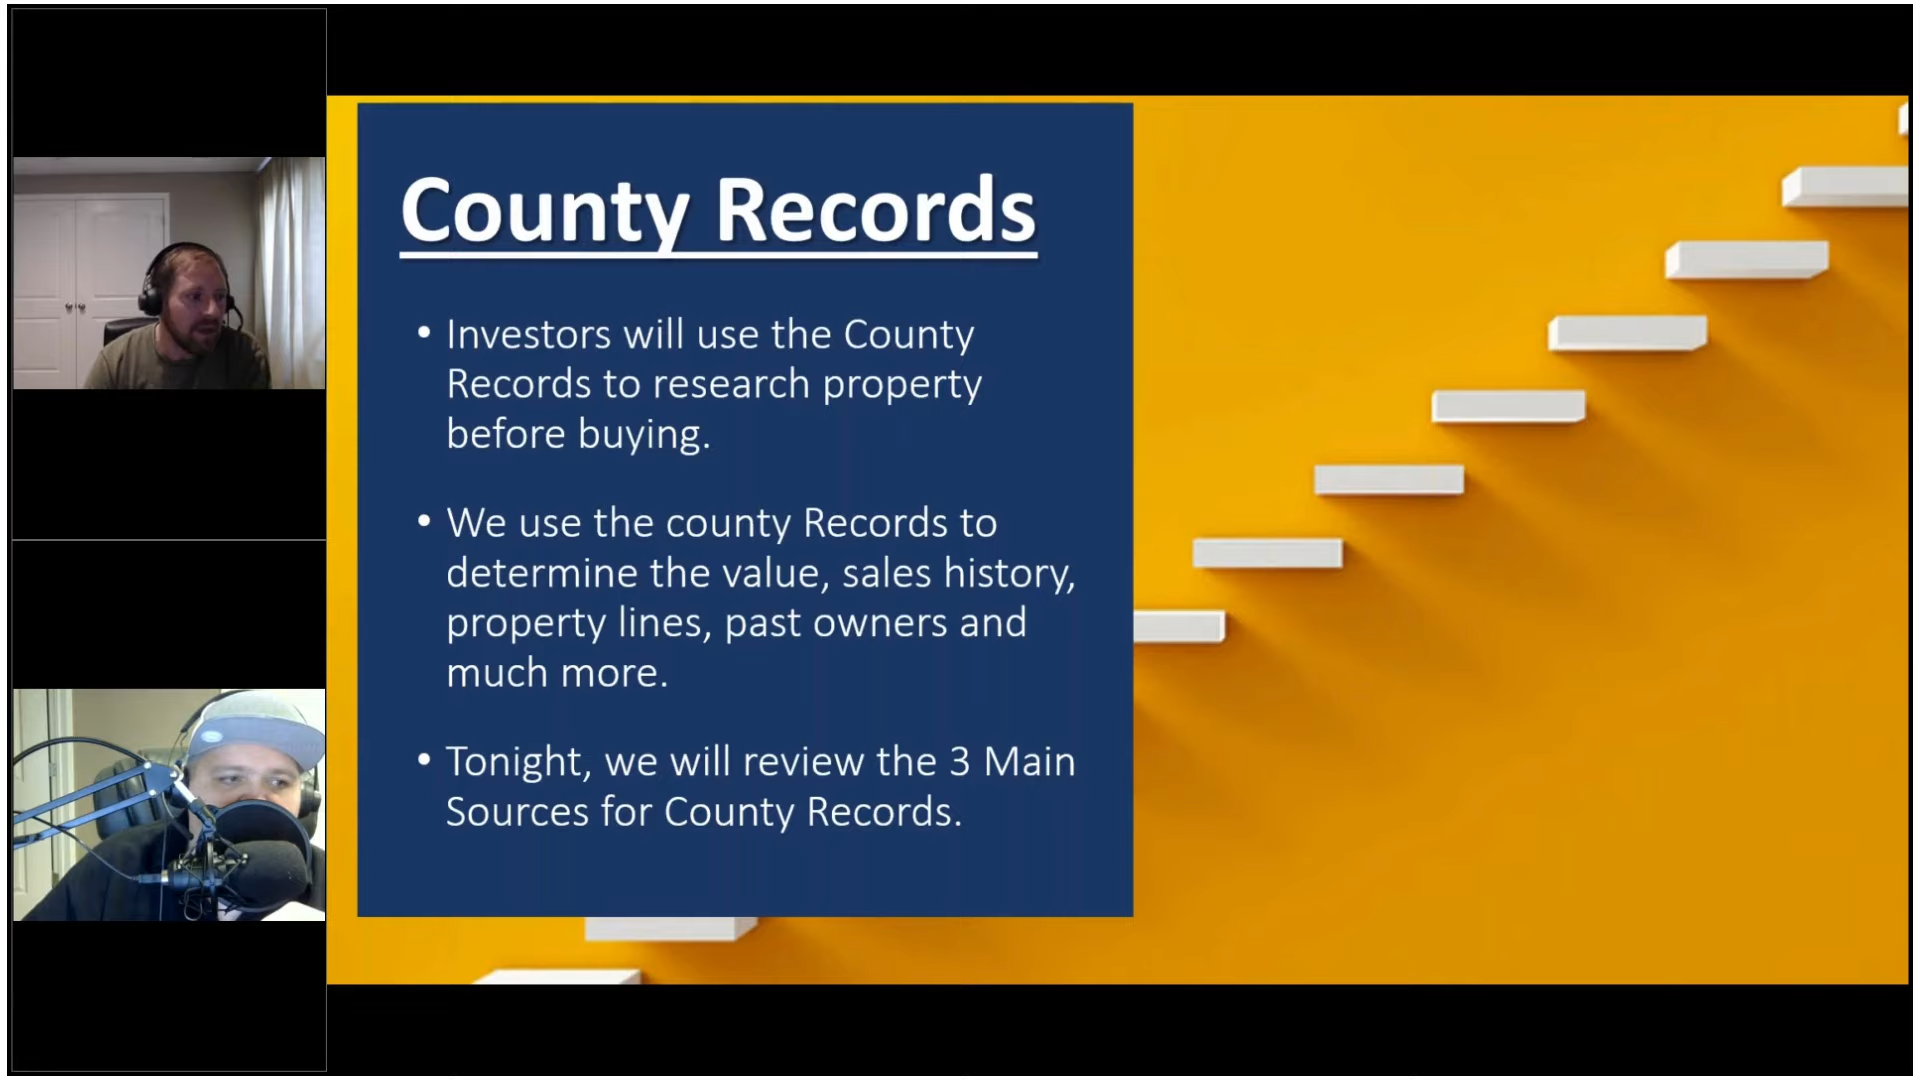 County Records
• Investors will use the County
Records to research property
before buying.
• We use the county Records to
determine the value, sales history,
property lines, past owners and
much more.
• Tonight, we will review the 3 Main
Sources for County Records.